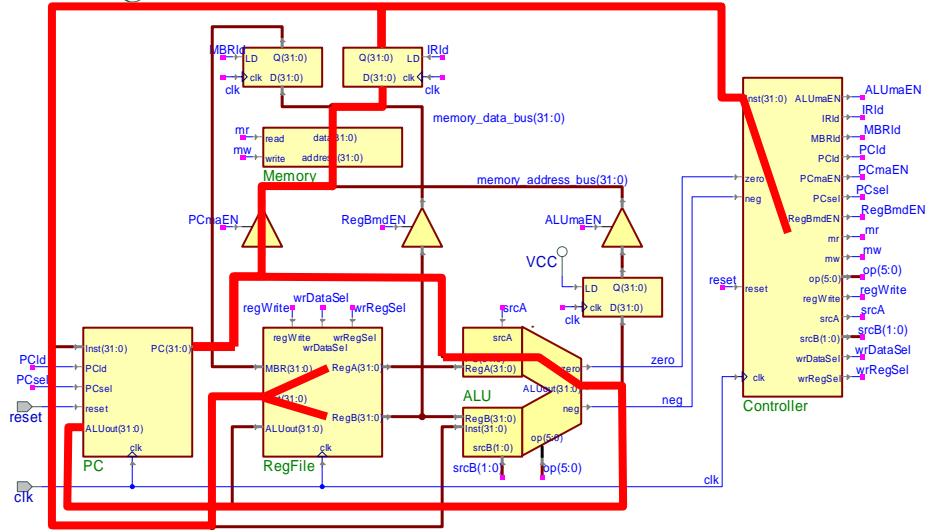 MBRld
LD
Q(31:0)
D(31:0)
clk
clk
Q(31:0)
LD
IRld
D(31:0)
clk
clk
memory_data_bus(31:0)
mr
read
data(31:0)
mw
write
address(31:0)
Memory
memory_address_bus(31:0)
PCmaEN
RegBmdEN
ALUmaEN
VCC
LD
Q(31:0)
clk
D(31:0)
clk
regWrite
wrDataSel
wrRegSel
srcA
Inst(31:0)
PC(31:0)
PCld
PCld
PCsel
PCsel
reset
reset
ALUout(31:0)
clk
PC
regWrite
wrRegSel
wrDataSel
MBR(31:0)
RegA(31:0)
RegB(31:0)
ALUout(31:0)
clk
RegFile
srcA
RegA(31:0)
zero
zero
ALU
ALUout(31:0)
RegB(31:0)
Inst(31:0)
neg
neg
srcB(1:0)
op(5:0)
srcB(1:0)
op(5:0)
clk
clk
Inst(31:0)
ALUmaEN
ALUmaEN
IRld
IRld
MBRld
MBRld
PCld
PCld
zero
PCmaEN
PCmaEN
neg
PCsel
PCsel
RegBmdEN
RegBmdEN
mr
mr
mw
mw
reset
reset
op(5:0)
op(5:0)
regWrite
regWrite
srcA
srcA
srcB(1:0)
srcB(1:0)
wrDataSel
wrDataSel
clk
wrRegSel
wrRegSel
Controller